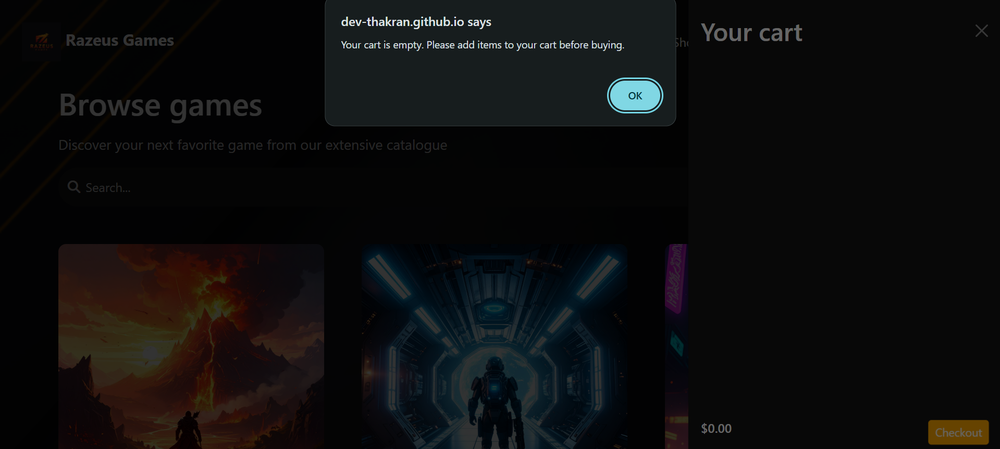 dev-thakran.github.io says
Your cart is empty. Please add items to your cart before buying.
OK
RAZEUS
Razeus Games
Sho
Your cart
Browse games
Discover your next favorite game from our extensive catalogue
Search...
$0.00
Checkout